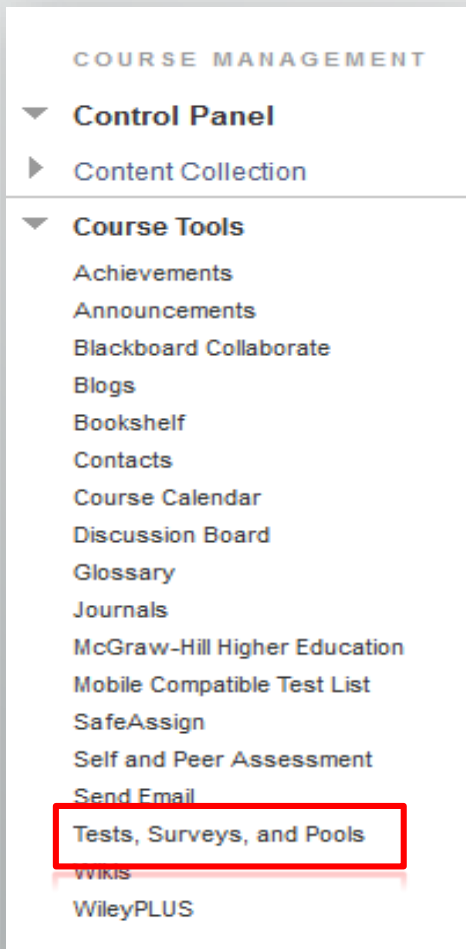 COURSE MANAGEMENT
Control Panel
Content Collection
Course Tools
Achievements
Announcements
Blackboard Collaborate
Blogs
Bookshelf
Contacts
Course Calendar
Discussion Board
Glossary
Journals
McGraw-Hill Higher Education
Mobile Compatible Test List
SafeAssign
Self and Peer Assessment
Send Email
Tests, Surveys, and Pools
Wikis
WileyPLUS